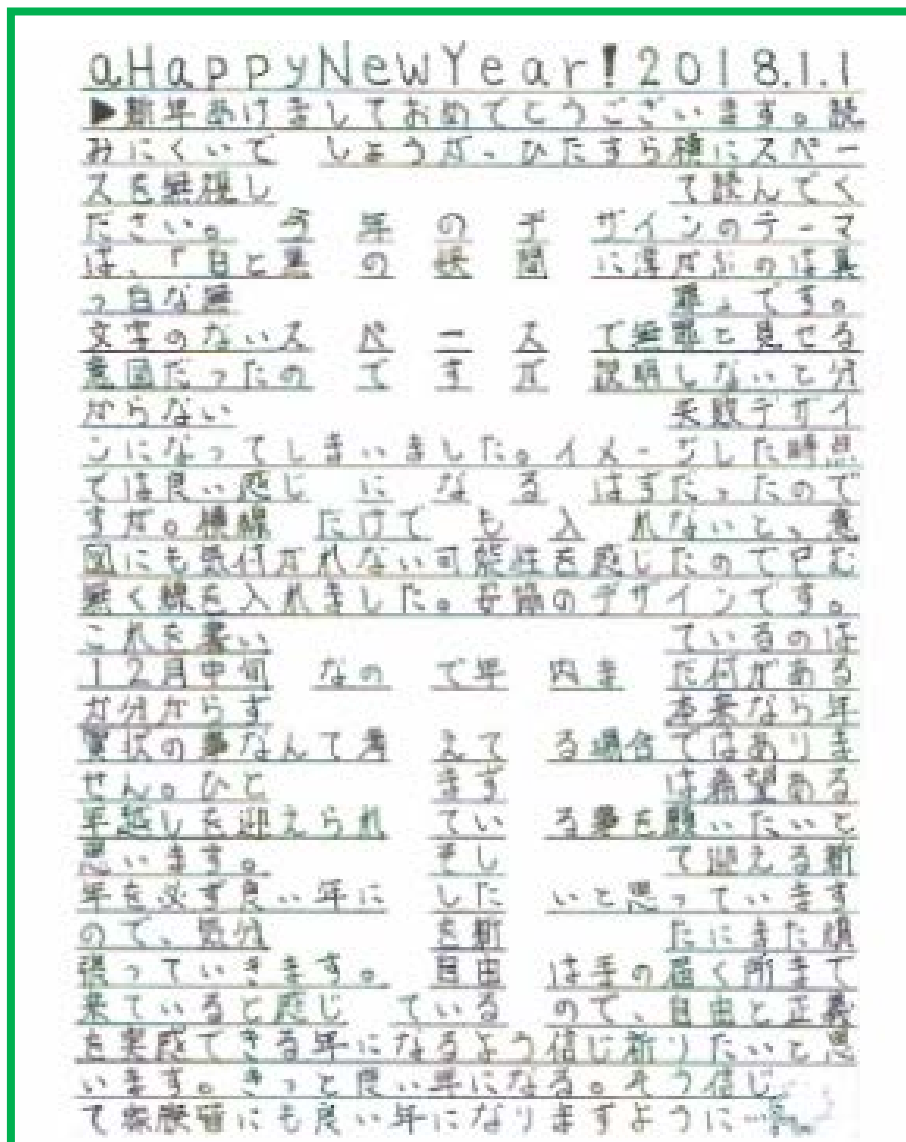 aHappyNewYear!2018.1.1
▶新年あけましておめでとうございます。読
みにくいで しょうが、ひたすら横にスペー
スを無視し て読んでく
ださい。 今 年 の デ ザインのテーマ
は、「白と黒 の 狭 間 に浮かぶのは真
っ白な無 罪」です。
文字のないス ペ ー ス で無罪と見せる
意図だったの で す が 説明しないと分
からない 失敗デザイ
ンになってしまいました。イメージした時点
では良い感じ に な る はずだったので
すが。横線 だけで も 入 れないと、意
図にも気付かれない可能性を感じたので已む
無く線を入れました。妥協のデザインです。
これを書い ているのは
12月中旬 なの で年 内ま だ何がある
か分からず 本来なら年
賀状の事なんて考 えて る場合ではありま
せん。ひと まず は希望ある
年越しを迎えられ てい る事を願いたいと
思います。 そし て迎える新
年を必ず良い年に した いと思っています
ので、気分 を新 たにまた頑
張っていきます。 自由 は手の届く所まで
来ていると感じ ている ので、自由と正義
を実感できる年になるよう信じ祈りたいと思
います。きっと良い年になる。そう信じ
て家族皆にも良い年になりますように…